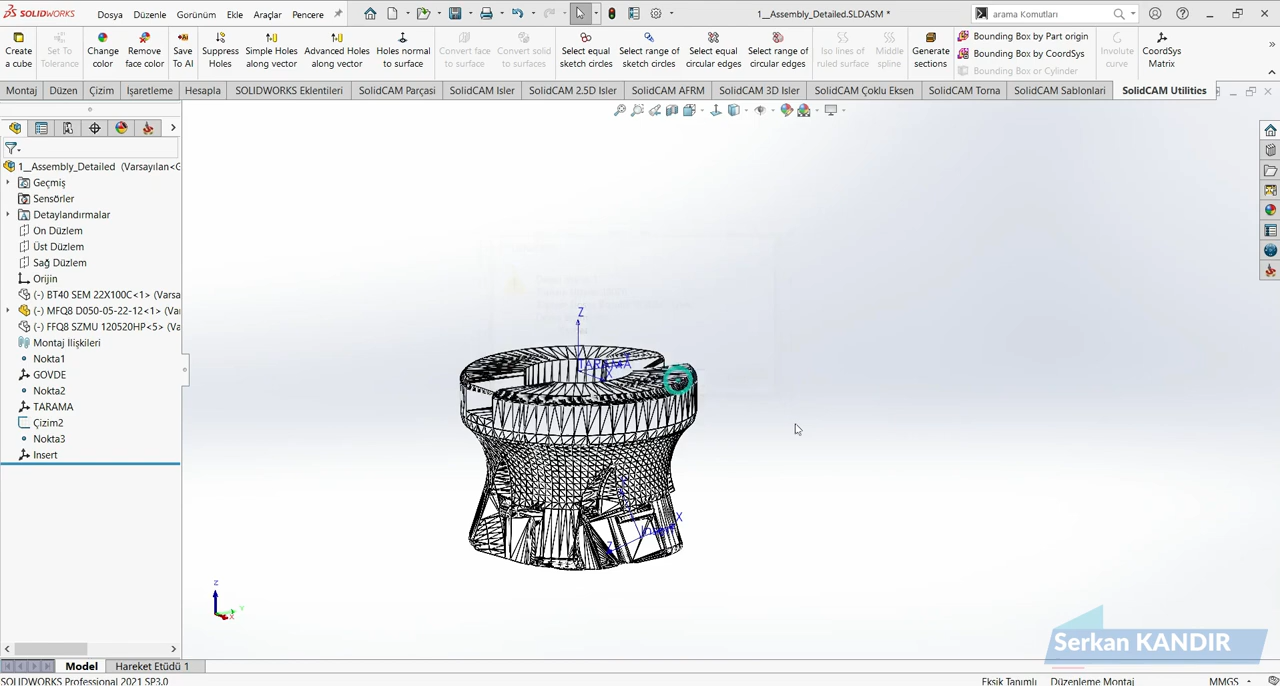 SOLIDWORKS
Dosya Düzenle Görünüm Ekle Araçlar Pencere
1__Assembly_Detailed.SLDASM *
arama Komutları
Create a cube
Set To Tolerance
Change color
Remove face color
Save To AI
Suppress Holes
Simple Holes along vector
Advanced Holes along vector
Holes normal to surface
Convert face to surface
Convert solid to surfaces
Select equal sketch circles
Select range of sketch circles
Select equal circular edges
Select range of circular edges
Iso lines of ruled surface
Middle spline
Generate sections
Bounding Box by Part origin
Bounding Box by CoordSys
Bounding Box or Cylinder
Involute curve
CoordSys Matrix
Montaj Düzen Çizim İşaretleme Hesapla SOLIDWORKS Eklentileri SolidCAM Parçasi SolidCAM Isler SolidCAM 2.5D Isler SolidCAM AFRM SolidCAM 3D Isler SolidCAM Çoklu Eksen SolidCAM Torna SolidCAM Sablonlari SolidCAM Utilities
1__Assembly_Detailed (Varsayılan<G
Geçmiş
Sensörler
Detaylandırmalar
Ön Düzlem
Üst Düzlem
Sağ Düzlem
Orijin
(-) BT40 SEM 22X100C<1> (Varsa
(-) MFQ8 D050-05-22-12<1> (Va
(-) FFQ8 SZMU 120520HP<5> (Va
Montaj İlişkileri
Nokta1
GOVDE
Nokta2
TARAMA
Çizim2
Nokta3
Insert
Z
TARAMA
X
X
Insert
Z
Z
Y
X
Serkan KANDIR
Model Hareket Etüdü 1
SOLIDWORKS Professional 2021 SP3.0
Eksik Tanımlı Düzenleme Montaj MMGS